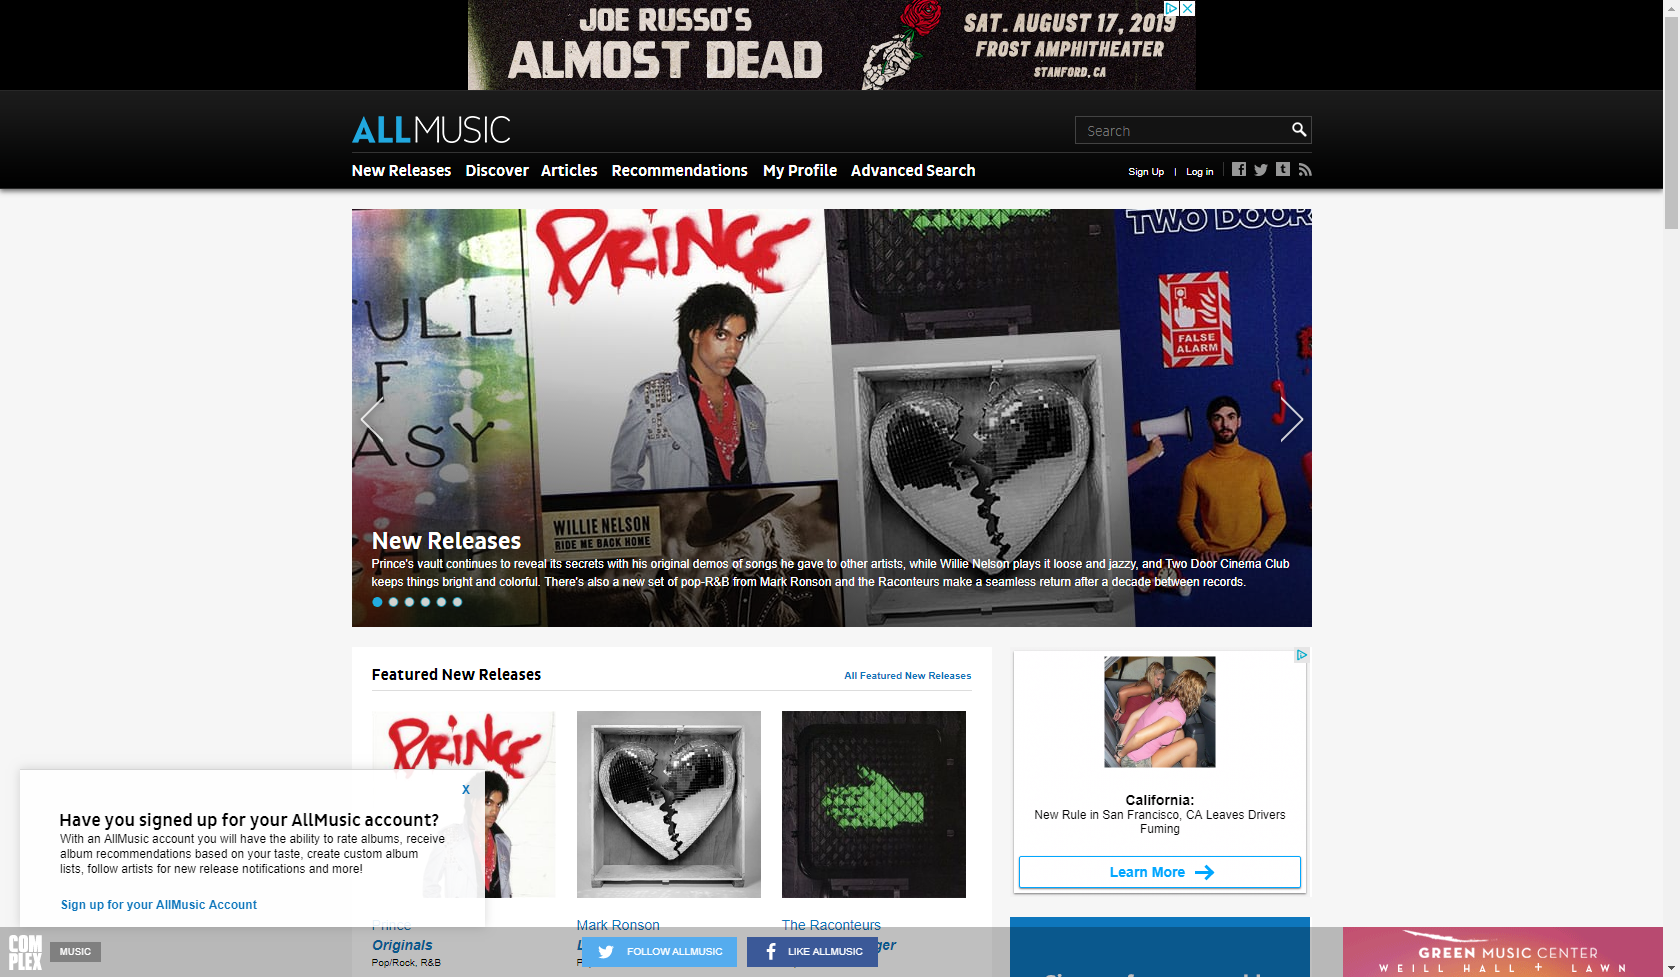 JOE RUSSO'S
ALMOST DEAD
SAT. AUGUST 17, 2019
FROST AMPHITHEATER
STANFORD, CA
ALLMUSIC
Search
New Releases Discover Articles Recommendations My Profile Advanced Search
Sign Up | Log in
PRINCE
TWO DOOR
FULL
OF
EASY
FALSE
ALARM
WILLIE NELSON
RIDE ME BACK HOME
New Releases
Prince's vault continues to reveal its secrets with his original demos of songs he gave to other artists, while Willie Nelson plays it loose and jazzy, and Two Door Cinema Club
keeps things bright and colorful. There's also a new set of pop-R&B from Mark Ronson and the Raconteurs make a seamless return after a decade between records.
Featured New Releases
All Featured New Releases
PRINCE
Prince
Originals
Pop/Rock, R&B
Mark Ronson
The Raconteurs
ger
California:
New Rule in San Francisco, CA Leaves Drivers
Fuming
Learn More
X
Have you signed up for your AllMusic account?
With an AllMusic account you will have the ability to rate albums, receive
album recommendations based on your taste, create custom album
lists, follow artists for new release notifications and more!
Sign up for your AllMusic Account
COM
PLEX
MUSIC
FOLLOW ALLMUSIC
LIKE ALLMUSIC
GREEN MUSIC CENTER
WEILL HALL + LAWN